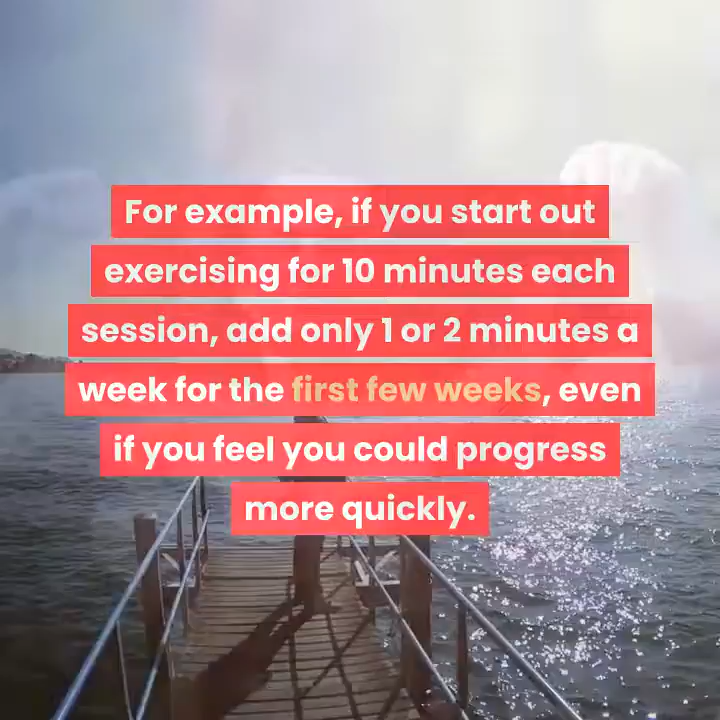 For example, if you start out
exercising for 10 minutes each
session, add only 1 or 2 minutes a
week for the first few weeks, even
if you feel you could progress
more quickly.